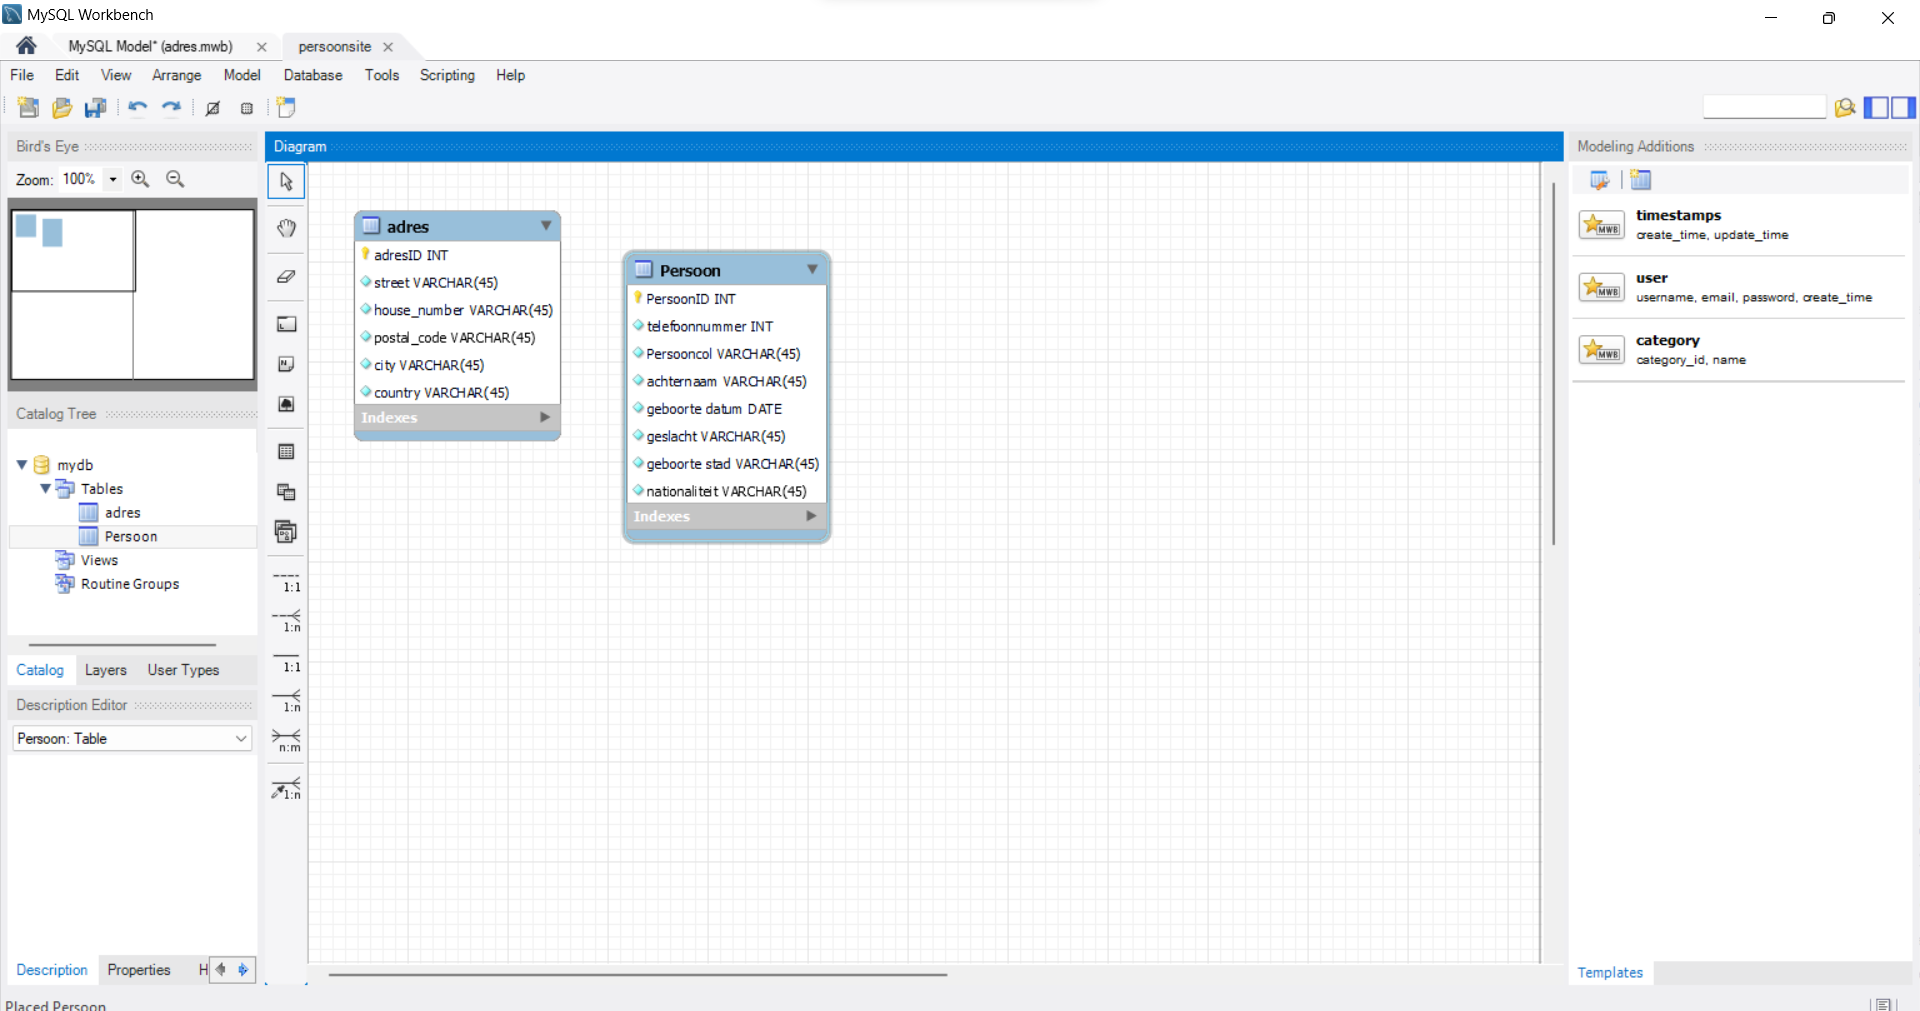 MySQL Workbench
MySQL Model* (adres.mwb)
persoonsite
File Edit View Arrange Model Database Tools Scripting Help
Bird's Eye
Zoom: 100%
Diagram
Modeling Additions
timestamps
create_time, update_time
user
username, email, password, create_time
category
category_id, name
MWB
MWB
MWB
adres
adresID INT
street VARCHAR(45)
house_number VARCHAR(45)
postal_code VARCHAR(45)
city VARCHAR(45)
country VARCHAR(45)
Indexes
Persoon
PersoonID INT
telefoonnummer INT
Persooncol VARCHAR(45)
achternaam VARCHAR(45)
geboorte datum DATE
geslacht VARCHAR(45)
geboorte stad VARCHAR(45)
nationaliteit VARCHAR(45)
Indexes
Catalog Tree
mydb
Tables
adres
Persoon
Views
Routine Groups
Catalog Layers User Types
Description Editor
Persoon: Table
1:1
1:n
1:1
1:n
n:m
1:n
Description Properties H
Templates
Placed Persoon